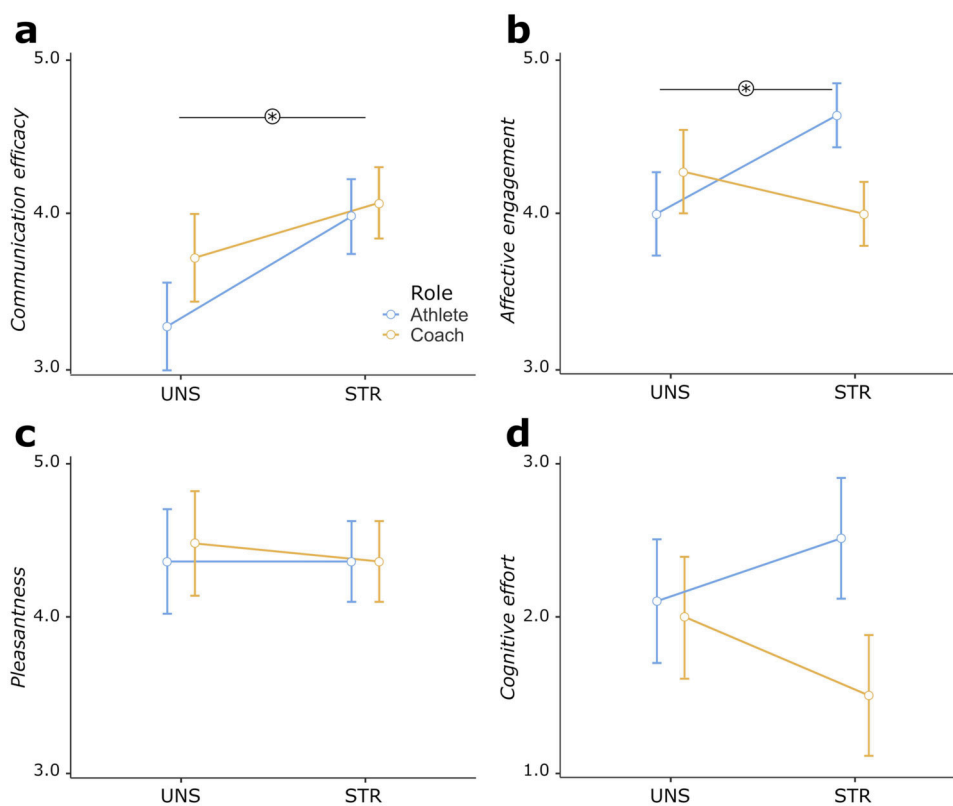 a
5.0
Communication efficacy
4.0
3.0
*
Role
Athlete
Coach
UNS STR
b
5.0
Affective engagement
4.0
3.0
*
UNS STR
c
5.0
Pleasantness
4.0
3.0
UNS STR
d
3.0
Cognitive effort
2.0
1.0
UNS STR